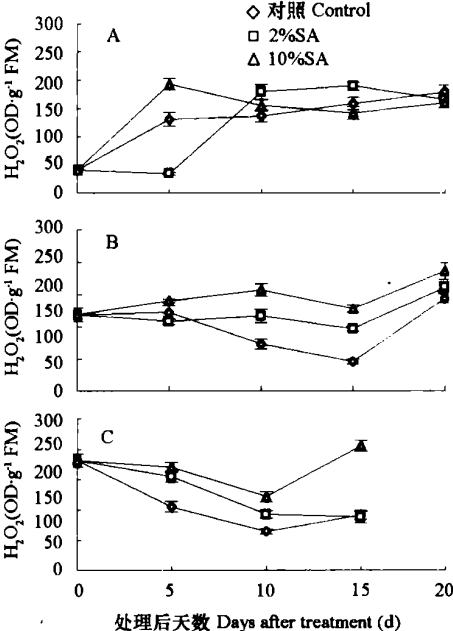 对照 Control
2%SA
10%SA
A
H₂O₂(OD·g⁻¹ FM)
300
250
200
150
100
50
0
B
H₂O₂(OD·g⁻¹ FM)
300
250
200
150
100
50
0
C
H₂O₂(OD·g⁻¹ FM)
300
250
200
150
100
50
0
0 5 10 15 20
处理后天数 Days after treatment (d)